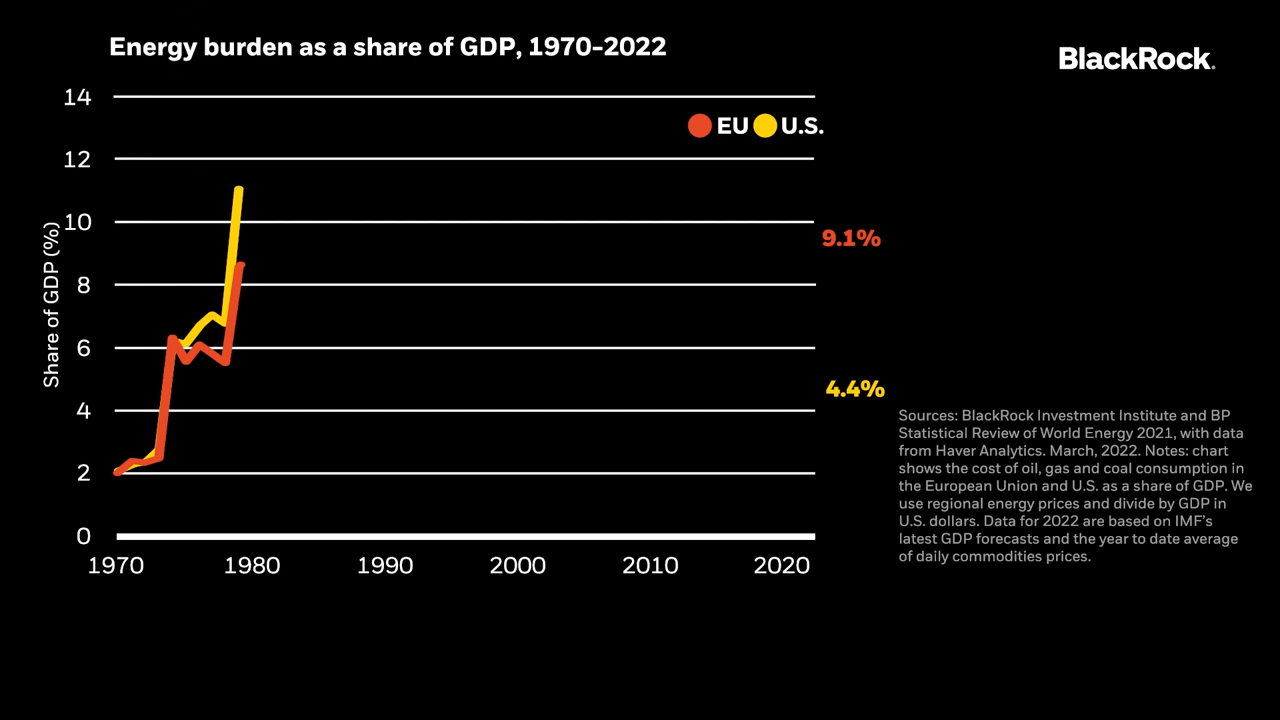 Energy burden as a share of GDP, 1970-2022
BlackRock.
14
EU U.S.
12
10
9.1%
8
Share of GDP (%)
6
4.4%
4
2
0
1970 1980 1990 2000 2010 2020
Sources: BlackRock Investment Institute and BP
Statistical Review of World Energy 2021, with data
from Haver Analytics. March, 2022. Notes: chart
shows the cost of oil, gas and coal consumption in
the European Union and U.S. as a share of GDP. We
use regional energy prices and divide by GDP in
U.S. dollars. Data for 2022 are based on IMF's
latest GDP forecasts and the year to date average
of daily commodities prices.